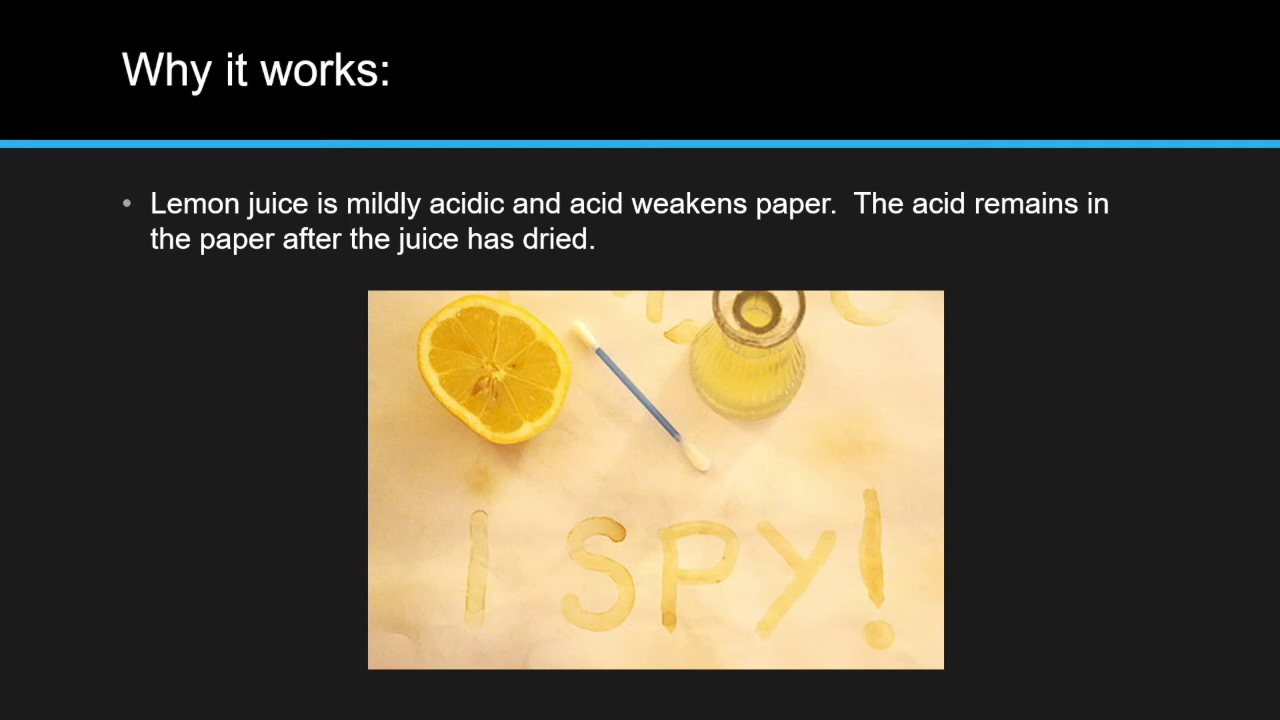 Why it works:
• Lemon juice is mildly acidic and acid weakens paper.  The acid remains in
the paper after the juice has dried.
I SPY!